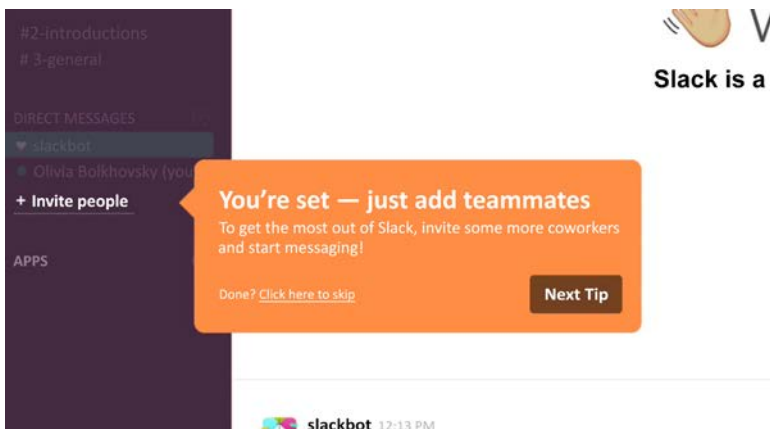 #2-introductions
# 3-general
Slack is a
DIRECT MESSAGES
♥ slackbot
Olivia Bolkhovsky (you
+ Invite people
You're set — just add teammates
To get the most out of Slack, invite some more coworkers
and start messaging!
APPS
Done? Click here to skip
Next Tip
slackbot 12:13 PM